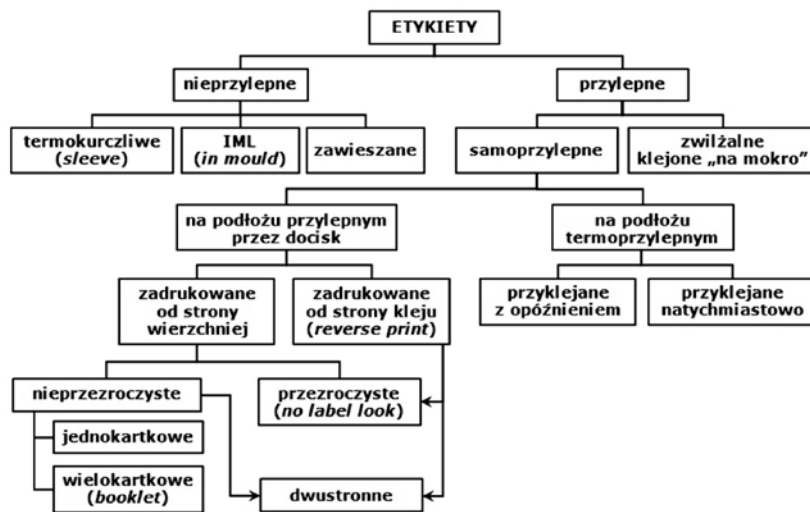 ETYKIETY
nieprzylepne
przylepne
termokurczliwe
(sleeve)
IML
(in mould)
zawieszane
samoprzylepne
zwilżalne
klejone „na mokro”
na podłożu przylepnym
przez docisk
na podłożu
termoprzylepnym
zadrukowane
od strony
wierzchniej
zadrukowane
od strony kleju
(reverse print)
przyklejane
z opóźnieniem
przyklejane
natychmiastowo
nieprzezroczyste
przezroczyste
(no label look)
jednokartkowe
wielokartkowe
(booklet)
dwustronne